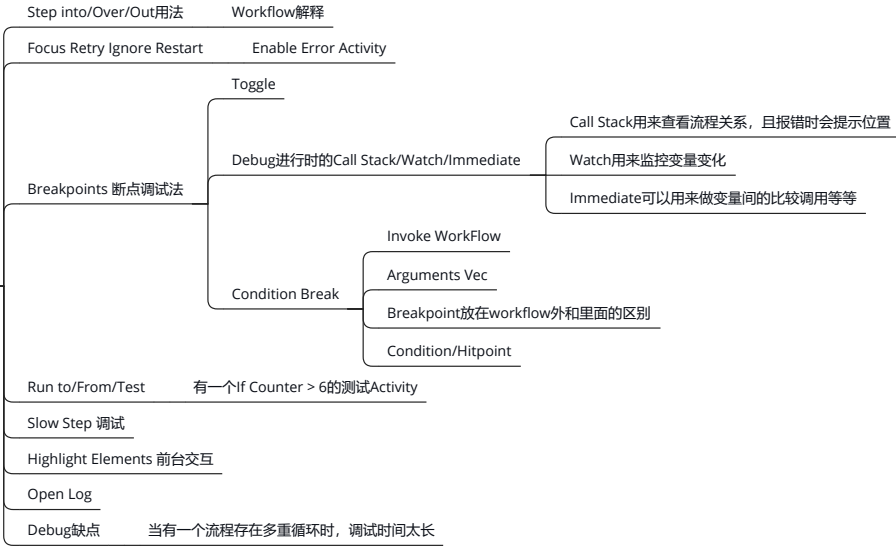 Step into/Over/Out用法
Workflow解释
Focus Retry Ignore Restart
Enable Error Activity
Breakpoints 断点调试法
Toggle
Debug进行时的Call Stack/Watch/Immediate
Call Stack用来查看流程关系，且报错时会提示位置
Watch用来监控变量变化
Immediate可以用来做变量间的比较调用等等
Condition Break
Invoke WorkFlow
Arguments Vec
Breakpoint放在workflow外和里面的区别
Condition/Hitpoint
Run to/From/Test
有一个If Counter > 6的测试Activity
Slow Step 调试
Highlight Elements 前台交互
Open Log
Debug缺点
当有一个流程存在多重循环时，调试时间太长